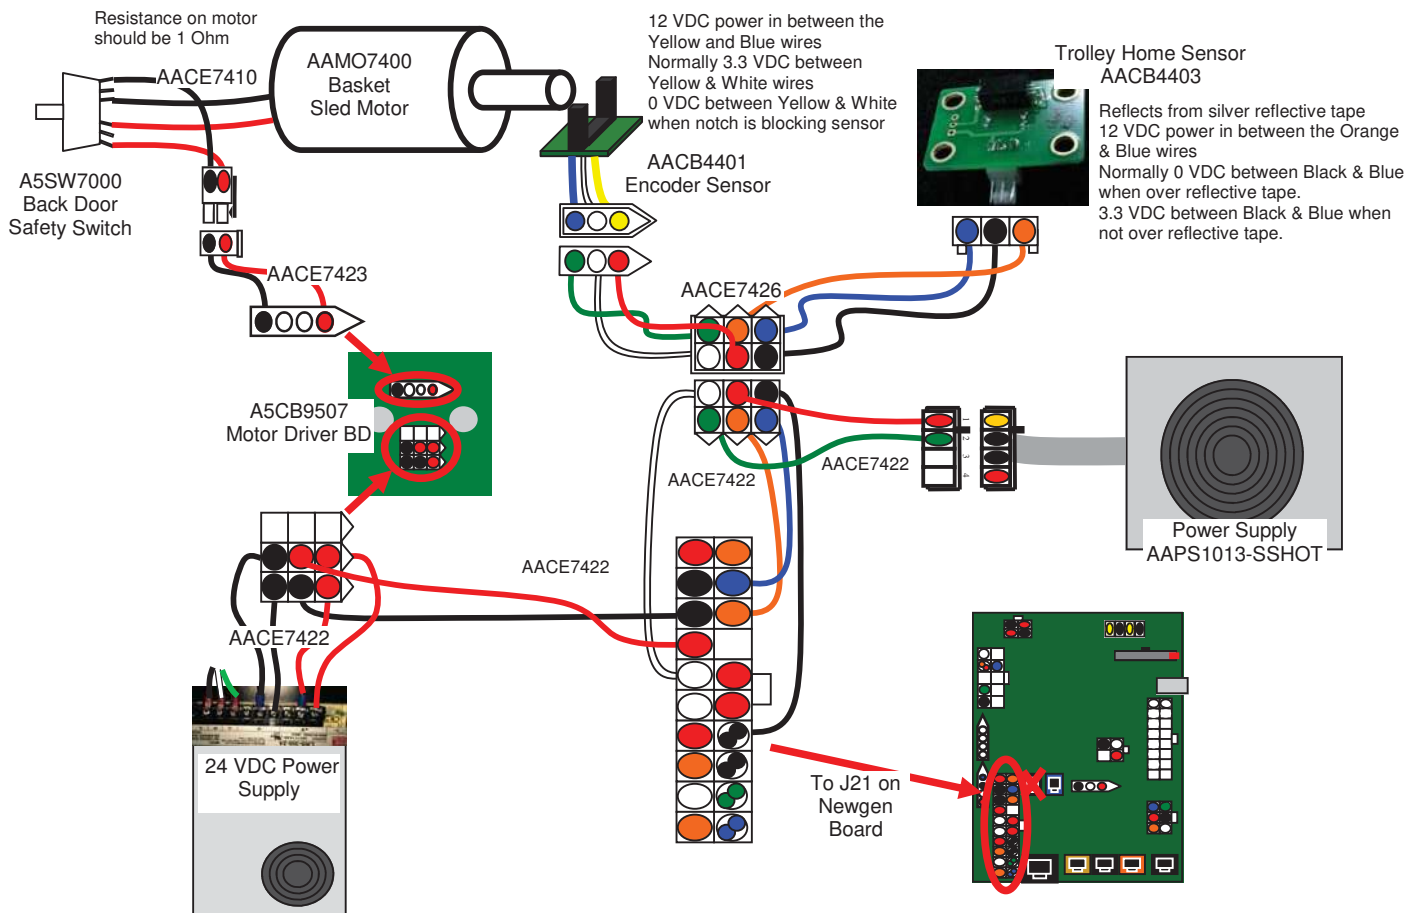 Resistance on motor
should be 1 Ohm
AACE7410
AAMO7400
Basket
Sled Motor
12 VDC power in between the
Yellow and Blue wires
Normally 3.3 VDC between
Yellow & White wires
0 VDC between Yellow & White
when notch is blocking sensor
Trolley Home Sensor
AACB4403
Reflects from silver reflective tape
12 VDC power in between the Orange
& Blue wires
Normally 0 VDC between Black & Blue
when over reflective tape.
3.3 VDC between Black & Blue when
not over reflective tape.
AACB4401
Encoder Sensor
A5SW7000
Back Door
Safety Switch
AACE7423
AACE7426
A5CB9507
Motor Driver BD
1
2
3
4
AACE7422
AACE7422
Power Supply
AAPS1013-SSHOT
AACE7422
AACE7422
24 VDC Power
Supply
To J21 on
Newgen
Board